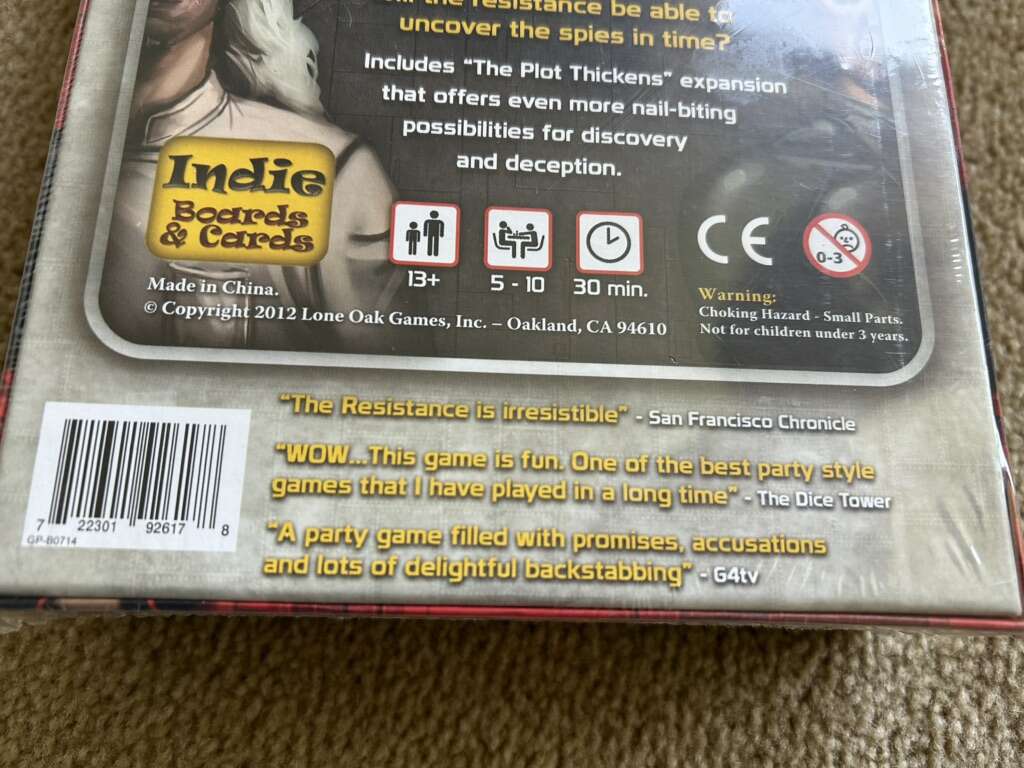 the resistance be able to
uncover the spies in time?
Includes "The Plot Thickens" expansion
that offers even more nail-biting
possibilities for discovery
and deception.
Indie
Boards
& Cards
13+
5 - 10
30 min.
CE
0-3
Made in China.
© Copyright 2012 Lone Oak Games, Inc. – Oakland, CA 94610
Warning:
Choking Hazard - Small Parts.
Not for children under 3 years.
"The Resistance is irresistible" - San Francisco Chronicle
"WOW...This game is fun. One of the best party style
games that I have played in a long time" - The Dice Tower
"A party game filled with promises, accusations
and lots of delightful backstabbing" - G4tv
7 22301 92617 8
GP-B0714